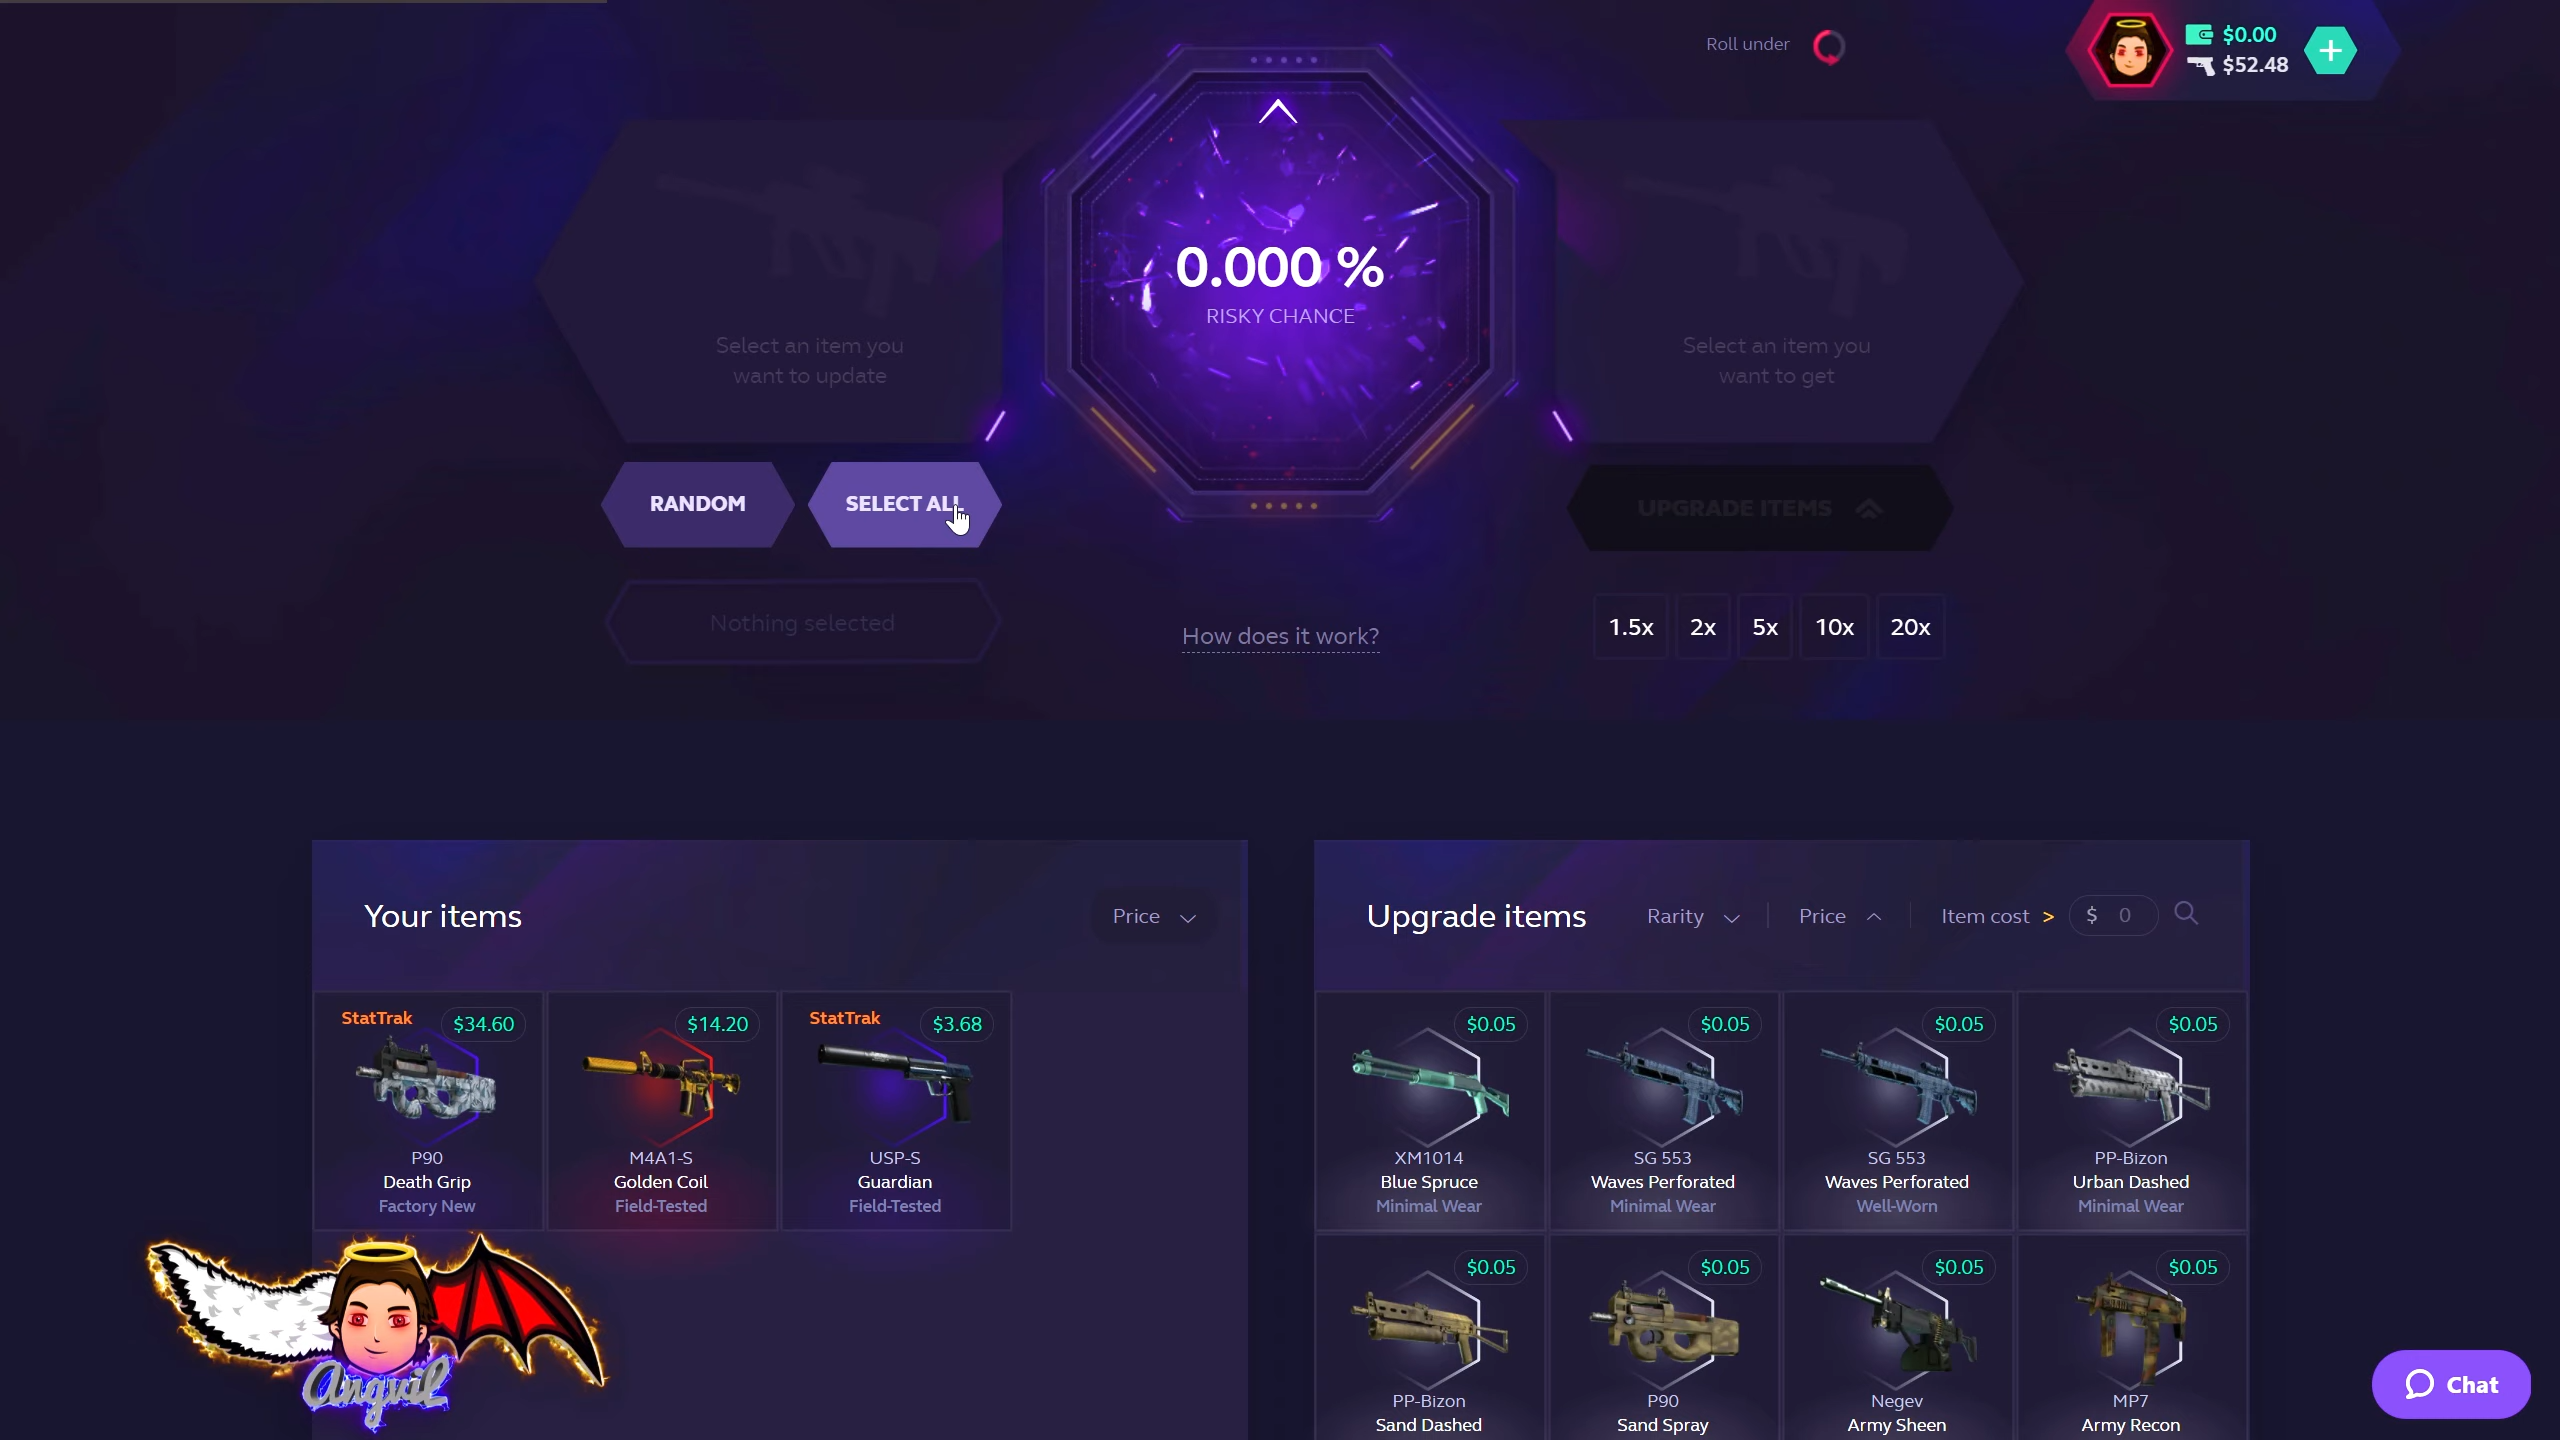 Roll under
$0.00
$52.48
0.000 %
RISKY CHANCE
Select an item you
want to update
Select an item you
want to get
RANDOM
SELECT ALL
UPGRADE ITEMS
Nothing selected
How does it work?
1.5x 2x 5x 10x 20x
Your items
Price
Upgrade items
Rarity
Price
Item cost >
$ 0
StatTrak $34.60
P90
Death Grip
Factory New
$14.20
M4A1-S
Golden Coil
Field-Tested
StatTrak $3.68
USP-S
Guardian
Field-Tested
$0.05
XM1014
Blue Spruce
Minimal Wear
$0.05
SG 553
Waves Perforated
Minimal Wear
$0.05
SG 553
Waves Perforated
Well-Worn
$0.05
PP-Bizon
Urban Dashed
Minimal Wear
$0.05
PP-Bizon
Sand Dashed
$0.05
P90
Sand Spray
$0.05
Negev
Army Sheen
$0.05
MP7
Army Recon
Angvil
Chat